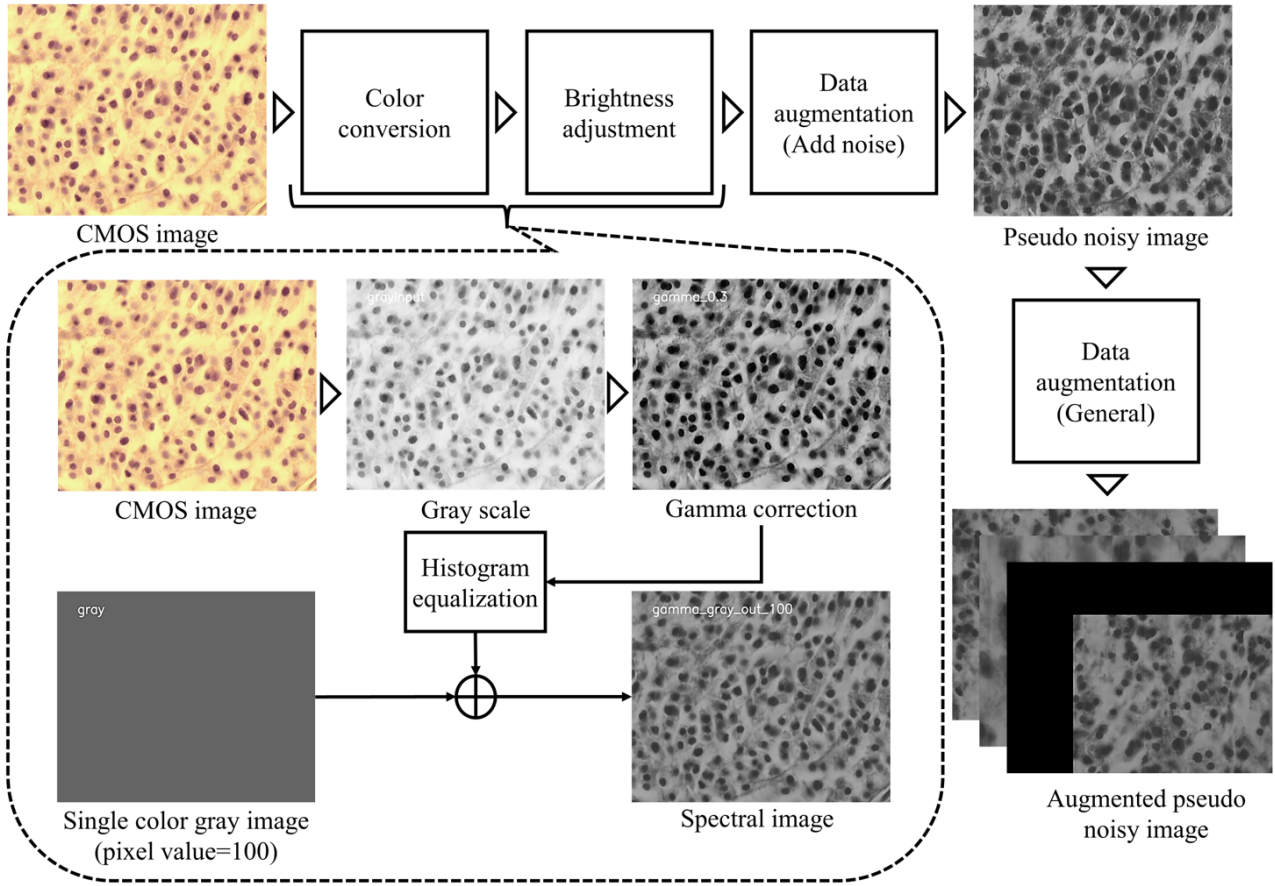 Color
conversion
Brightness
adjustment
Data
augmentation
(Add noise)
CMOS image
Pseudo noisy image
grayinput
gamma_0.3
CMOS image
Gray scale
Gamma correction
Data
augmentation
(General)
Histogram
equalization
gray
gamma_gray_out_100
Single color gray image
(pixel value=100)
Spectral image
Augmented pseudo
noisy image